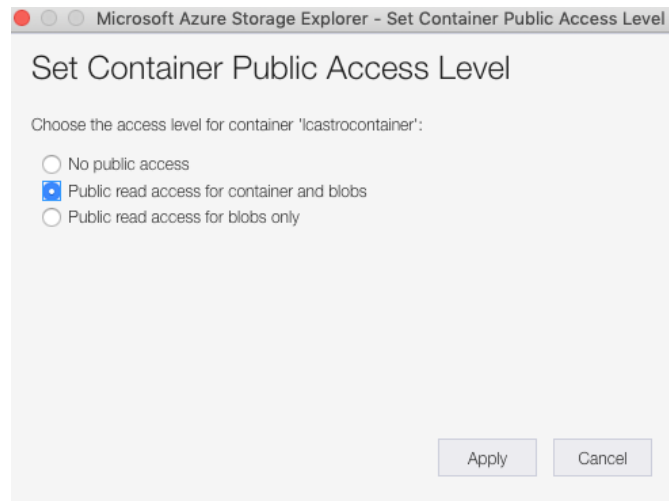 Microsoft Azure Storage Explorer - Set Container Public Access Level
Set Container Public Access Level
Choose the access level for container 'lcastrocontainer':
No public access
Public read access for container and blobs
Public read access for blobs only
Apply
Cancel